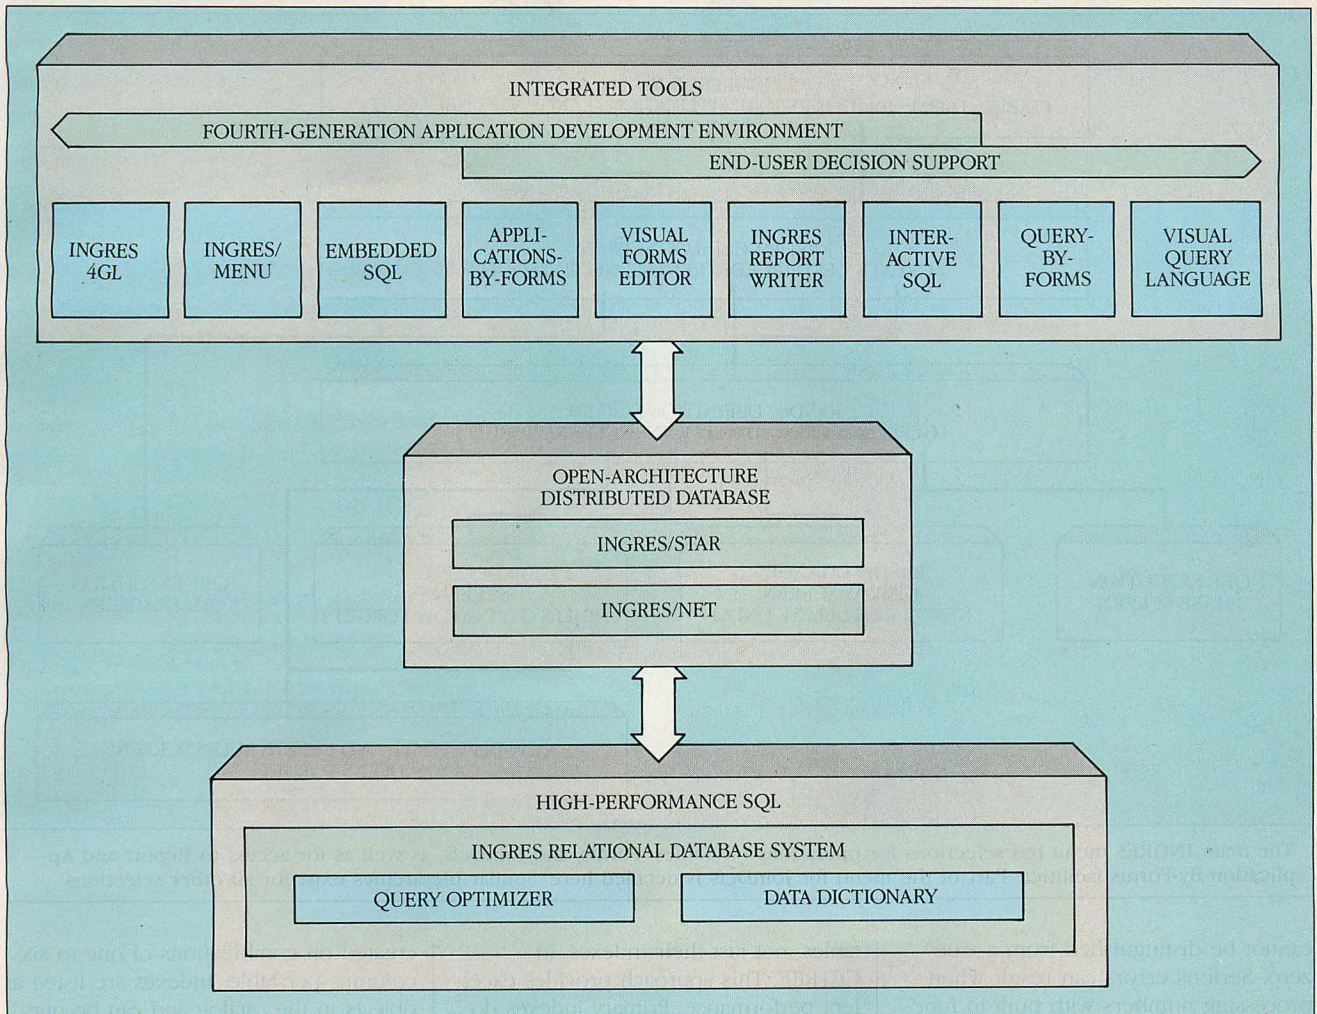 INTEGRATED TOOLS
FOURTH-GENERATION APPLICATION DEVELOPMENT ENVIRONMENT
END-USER DECISION SUPPORT
INGRES
4GL
INGRES/
MENU
EMBEDDED
SQL
APPLI-
CATIONS-
BY-FORMS
VISUAL
FORMS
EDITOR
INGRES
REPORT
WRITER
INTER-
ACTIVE
SQL
QUERY-
BY-
FORMS
VISUAL
QUERY
LANGUAGE
OPEN-ARCHITECTURE
DISTRIBUTED DATABASE
INGRES/STAR
INGRES/NET
HIGH-PERFORMANCE SQL
INGRES RELATIONAL DATABASE SYSTEM
QUERY OPTIMIZER
DATA DICTIONARY